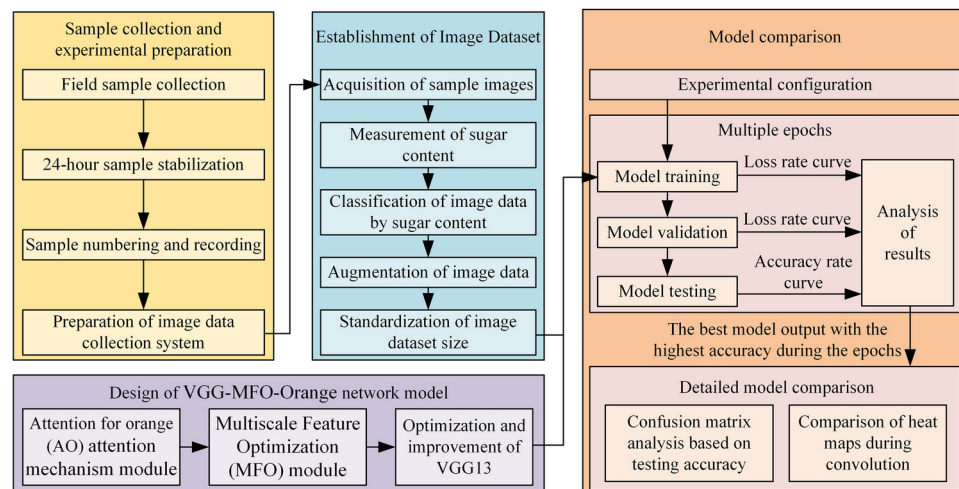 Sample collection and
experimental preparation
Field sample collection
24-hour sample stabilization
Sample numbering and recording
Preparation of image data
collection system
Establishment of Image Dataset
Acquisition of sample images
Measurement of sugar
content
Classification of image data
by sugar content
Augmentation of image data
Standardization of image
dataset size
Design of VGG-MFO-Orange network model
Attention for orange
(AO) attention
mechanism module
Multiscale Feature
Optimization
(MFO) module
Optimization and
improvement of
VGG13
Model comparison
Experimental configuration
Multiple epochs
Model training
Loss rate curve
Model validation
Loss rate curve
Model testing
Accuracy rate
curve
Analysis
of
results
The best model output with the
highest accuracy during the epochs
Detailed model comparison
Confusion matrix
analysis based on
testing accuracy
Comparison of heat
maps during
convolution